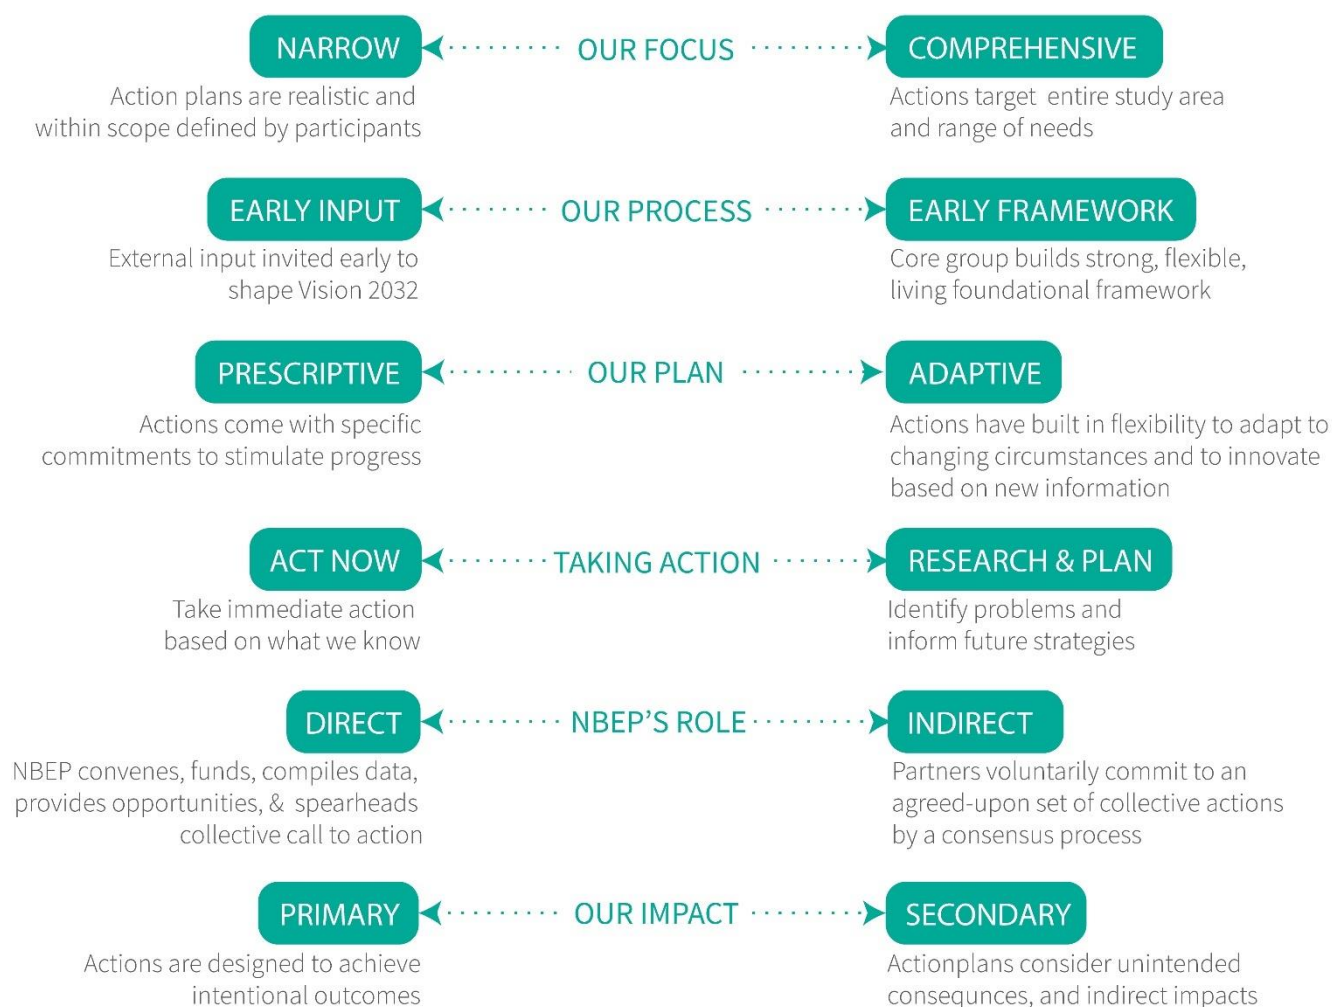 NARROW
OUR FOCUS
COMPREHENSIVE
Action plans are realistic and
within scope defined by participants
Actions target entire study area
and range of needs
EARLY INPUT
OUR PROCESS
EARLY FRAMEWORK
External input invited early to
shape Vision 2032
Core group builds strong, flexible,
living foundational framework
PRESCRIPTIVE
OUR PLAN
ADAPTIVE
Actions come with specific
commitments to stimulate progress
Actions have built in flexibility to adapt to
changing circumstances and to innovate
based on new information
ACT NOW
TAKING ACTION
RESEARCH & PLAN
Take immediate action
based on what we know
Identify problems and
inform future strategies
DIRECT
NBEP'S ROLE
INDIRECT
NBEP convenes, funds, compiles data,
provides opportunities, & spearheads
collective call to action
Partners voluntarily commit to an
agreed-upon set of collective actions
by a consensus process
PRIMARY
OUR IMPACT
SECONDARY
Actions are designed to achieve
intentional outcomes
Actionplans consider unintended
consequnces, and indirect impacts